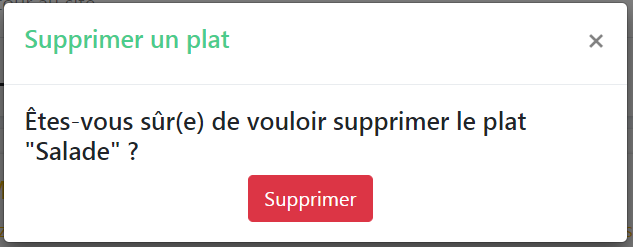 Supprimer un plat
×
Êtes-vous sûr(e) de vouloir supprimer le plat
"Salade" ?
Supprimer